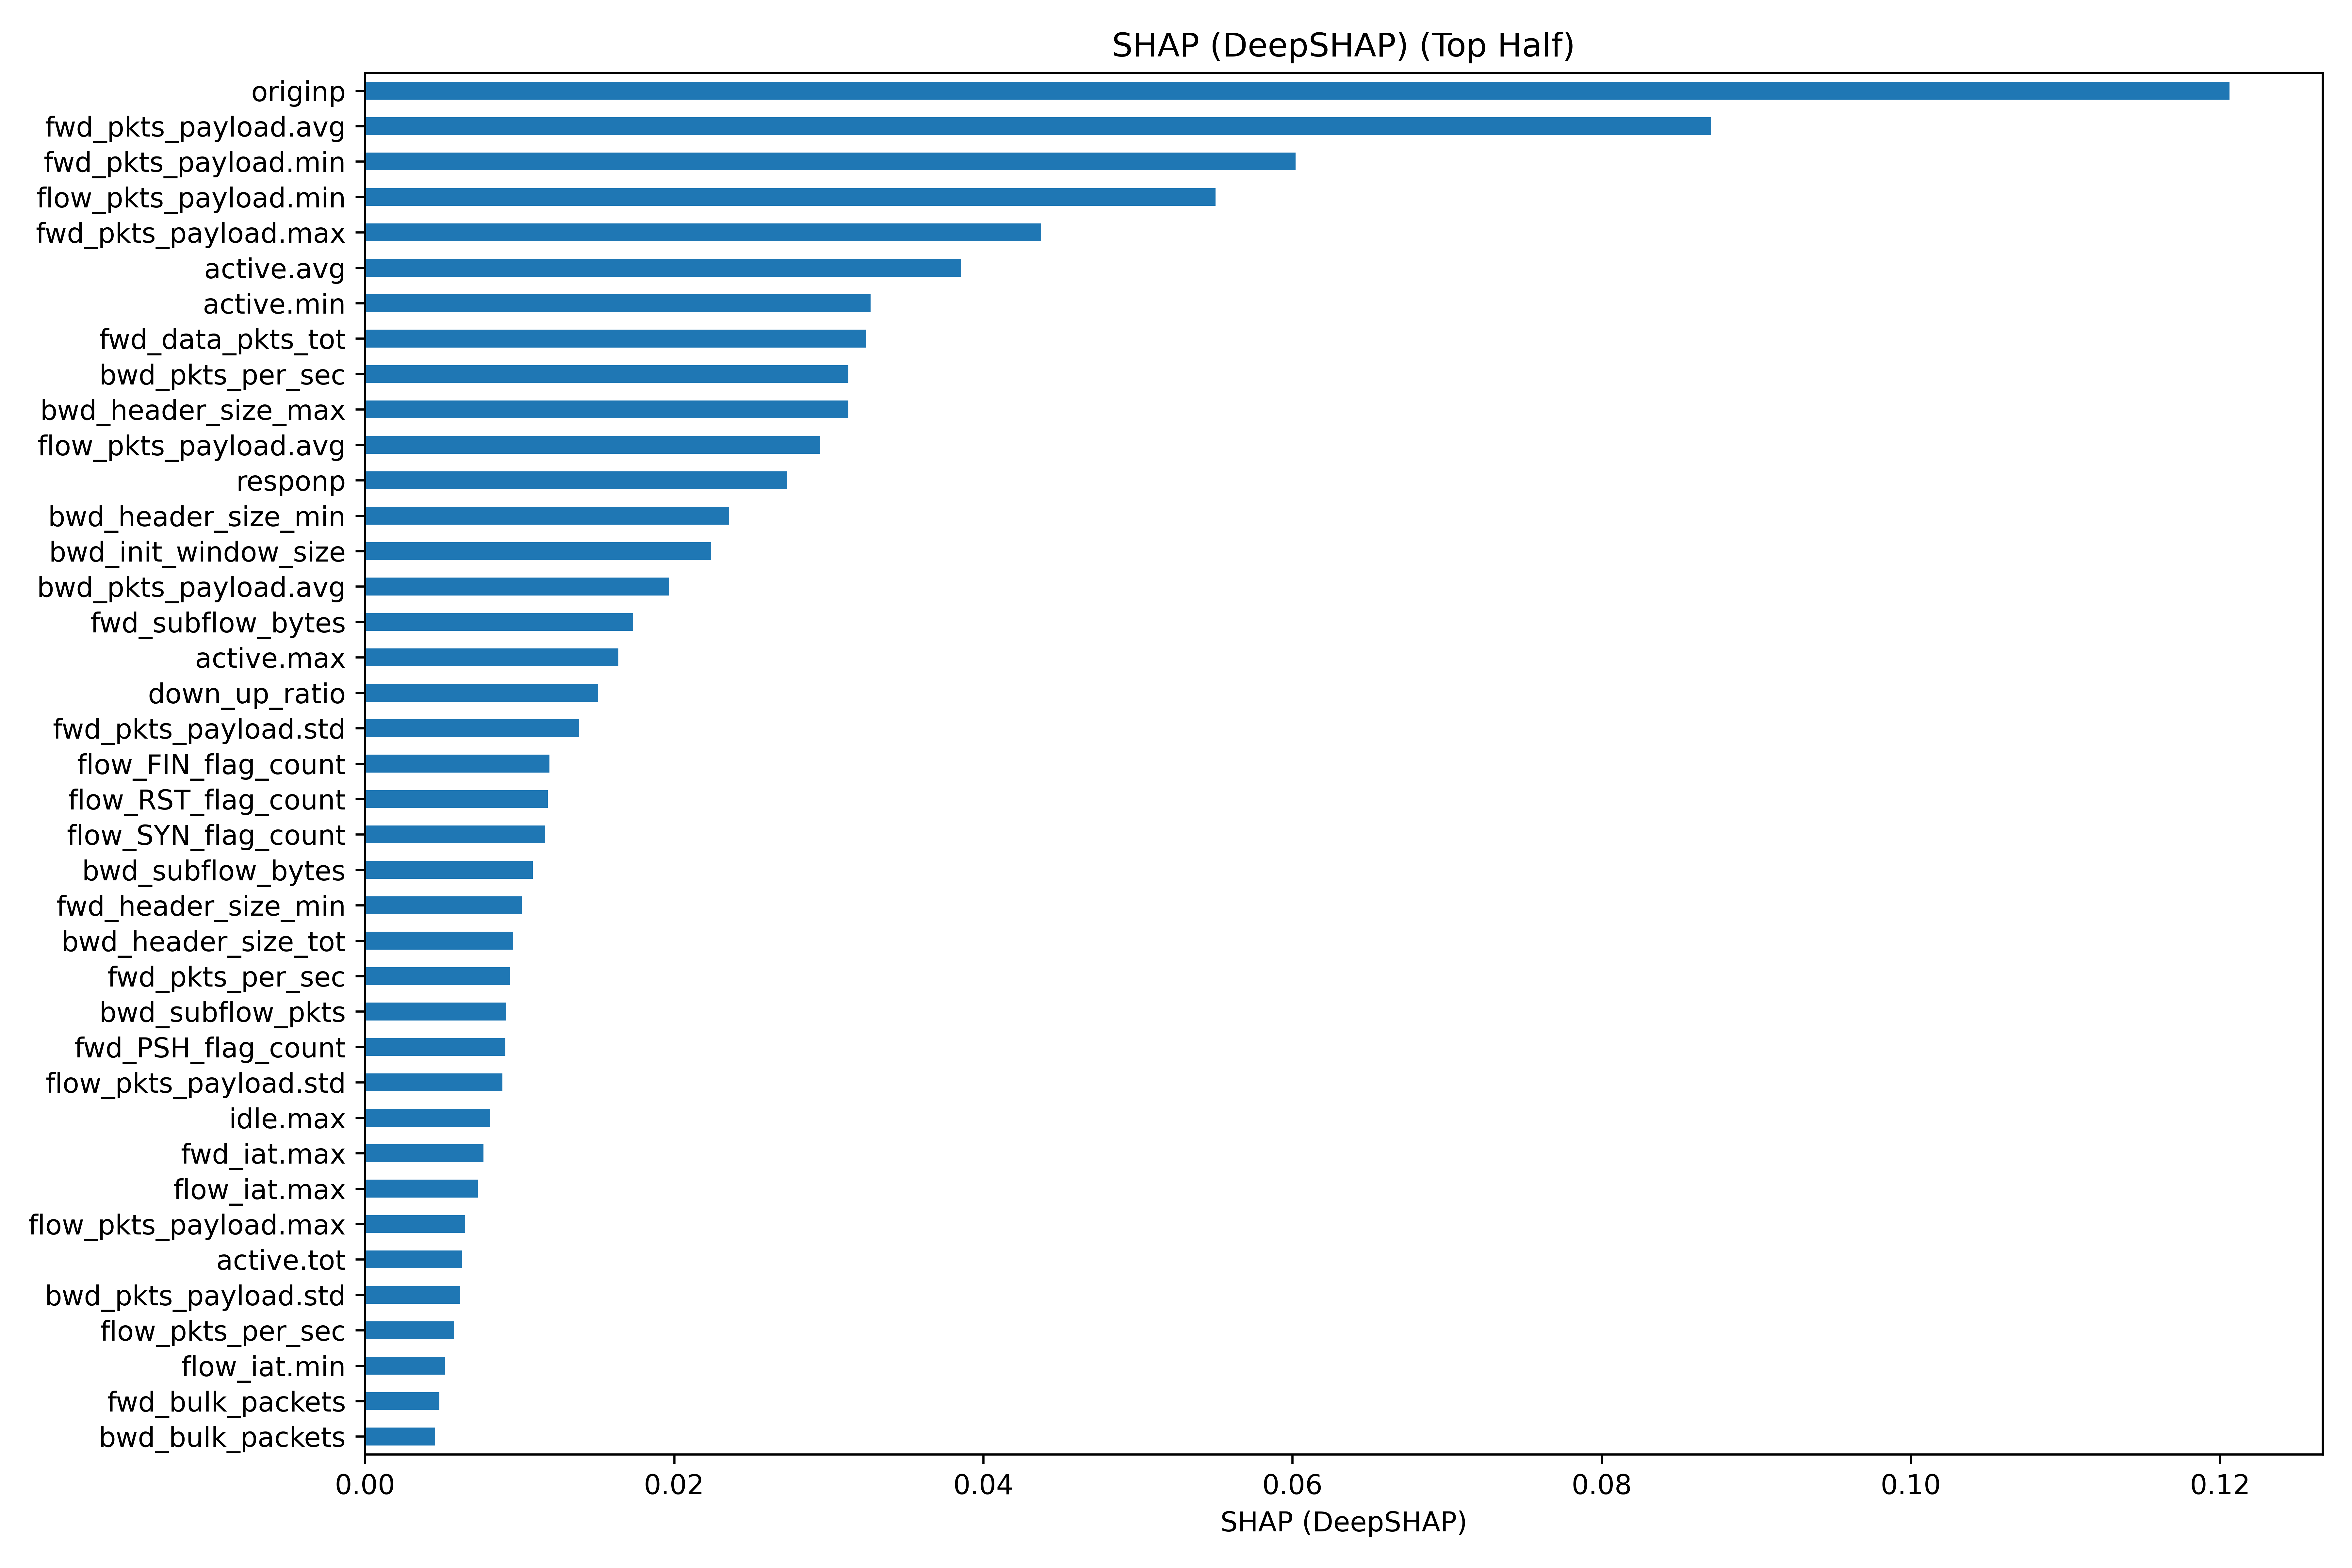 SHAP (DeepSHAP) (Top Half)
originp
fwd_pkts_payload.avg
fwd_pkts_payload.min
flow_pkts_payload.min
fwd_pkts_payload.max
active.avg
active.min
fwd_data_pkts_tot
bwd_pkts_per_sec
bwd_header_size_max
flow_pkts_payload.avg
responp
bwd_header_size_min
bwd_init_window_size
bwd_pkts_payload.avg
fwd_subflow_bytes
active.max
down_up_ratio
fwd_pkts_payload.std
flow_FIN_flag_count
flow_RST_flag_count
flow_SYN_flag_count
bwd_subflow_bytes
fwd_header_size_min
bwd_header_size_tot
fwd_pkts_per_sec
bwd_subflow_pkts
fwd_PSH_flag_count
flow_pkts_payload.std
idle.max
fwd_iat.max
flow_iat.max
flow_pkts_payload.max
active.tot
bwd_pkts_payload.std
flow_pkts_per_sec
flow_iat.min
fwd_bulk_packets
bwd_bulk_packets
0.00 0.02 0.04 0.06 0.08 0.10 0.12
SHAP (DeepSHAP)